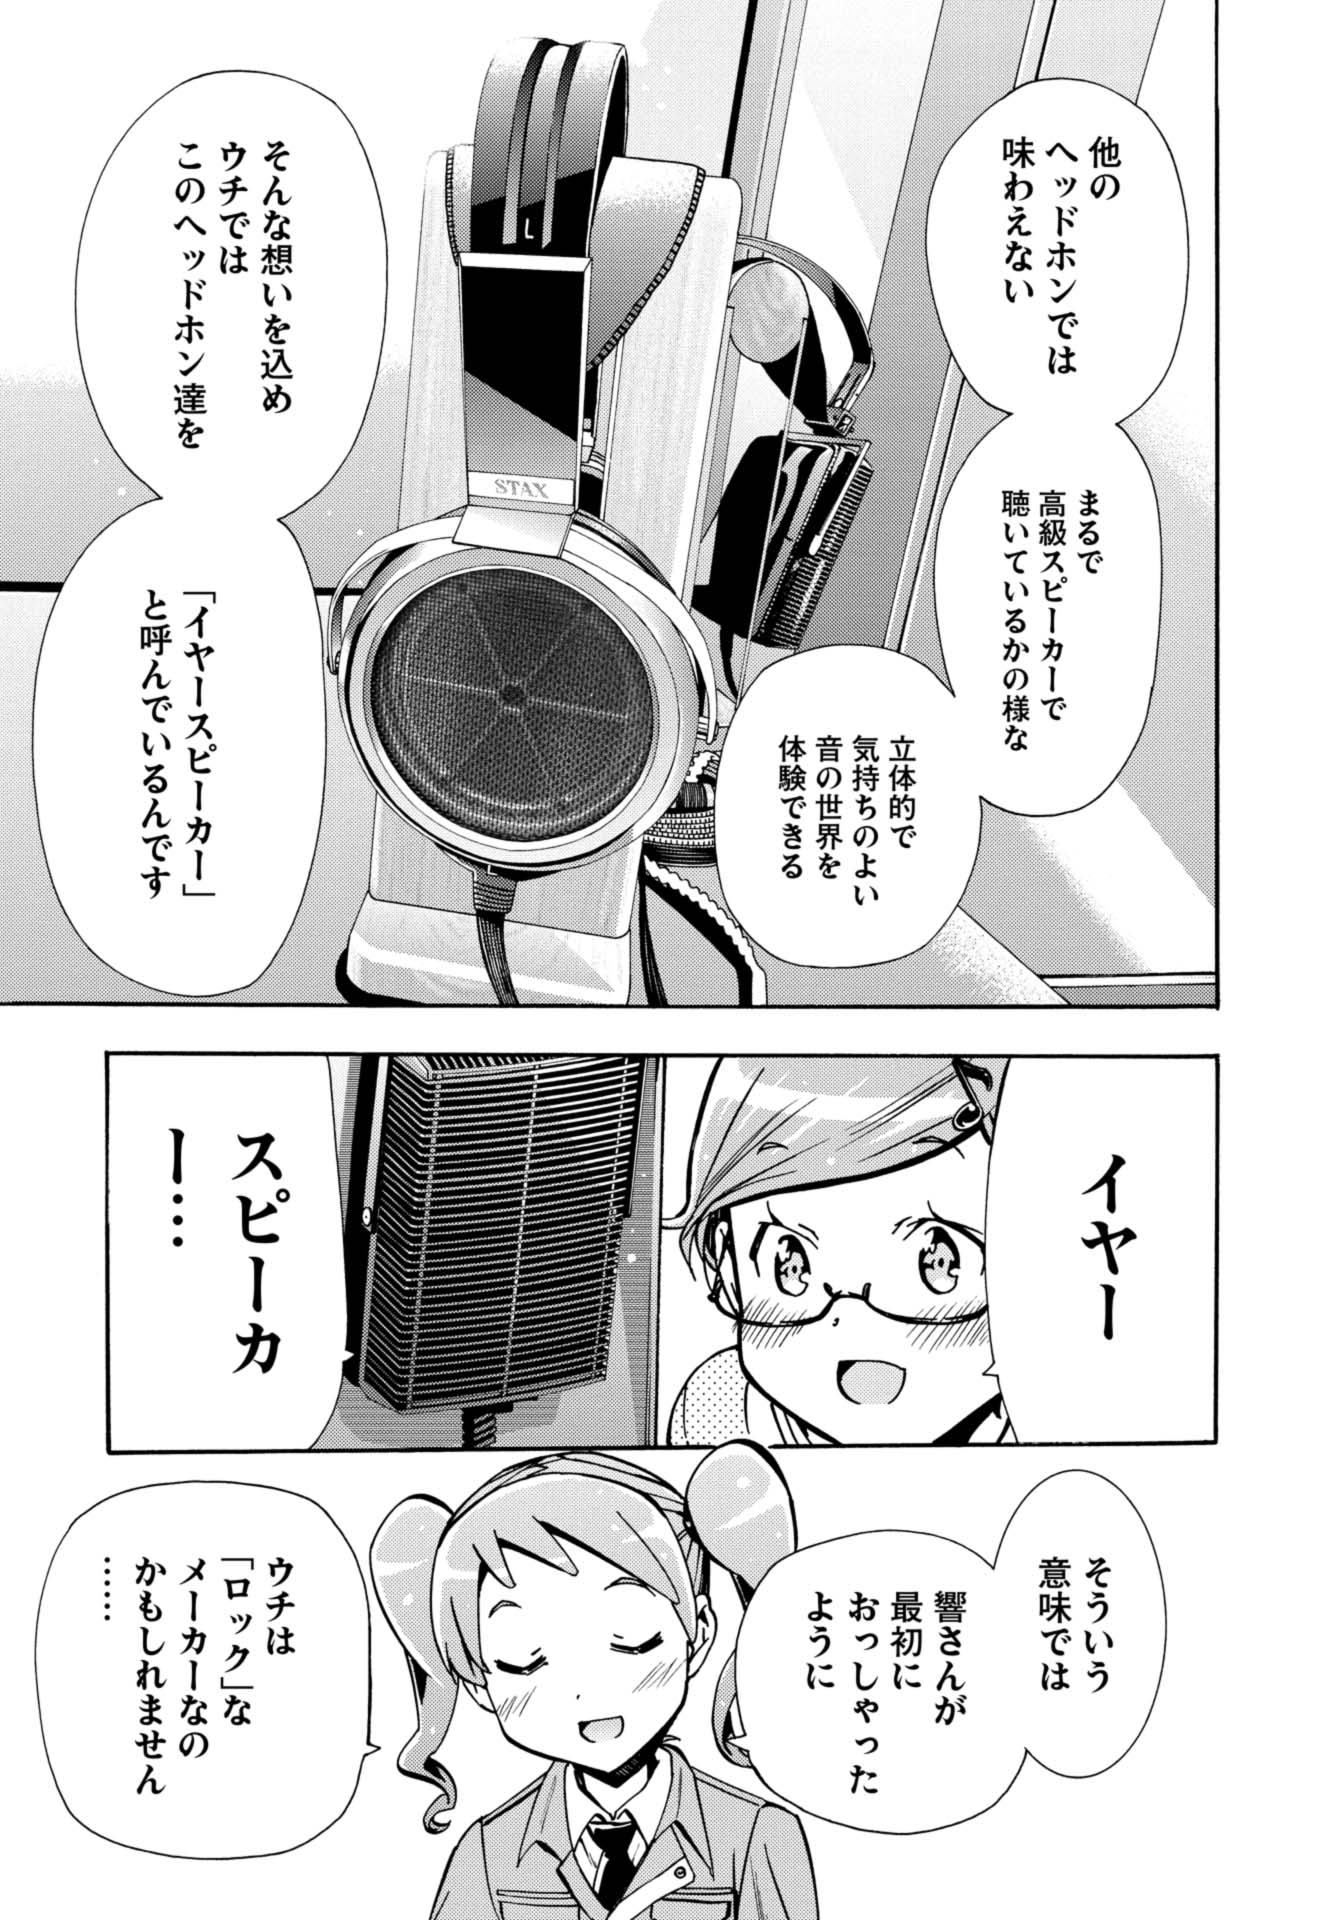 他の
ヘッドホンでは
味わえない
まるで
高級スピーカーで
聴いているかの様な
立体的で
気持ちのよい
音の世界を
体験できる
そんな想いを込め
ウチでは
このヘッドホン達を
「イヤースピーカー」
と呼んでいるんです
L
STAX
L
イヤー
スピーカ
ー…
そういう
意味では
響さんが
最初に
おっしゃった
ように
ウチは
「ロック」な
メーカーなの
かもしれません
……